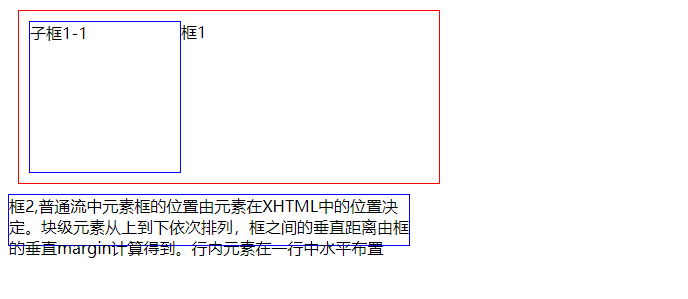 子框1-1
框1
框2,普通流中元素框的位置由元素在XHTML中的位置决
定。块级元素从上到下依次排列，框之间的垂直距离由框
的垂直margin计算得到。行内元素在一行中水平布置